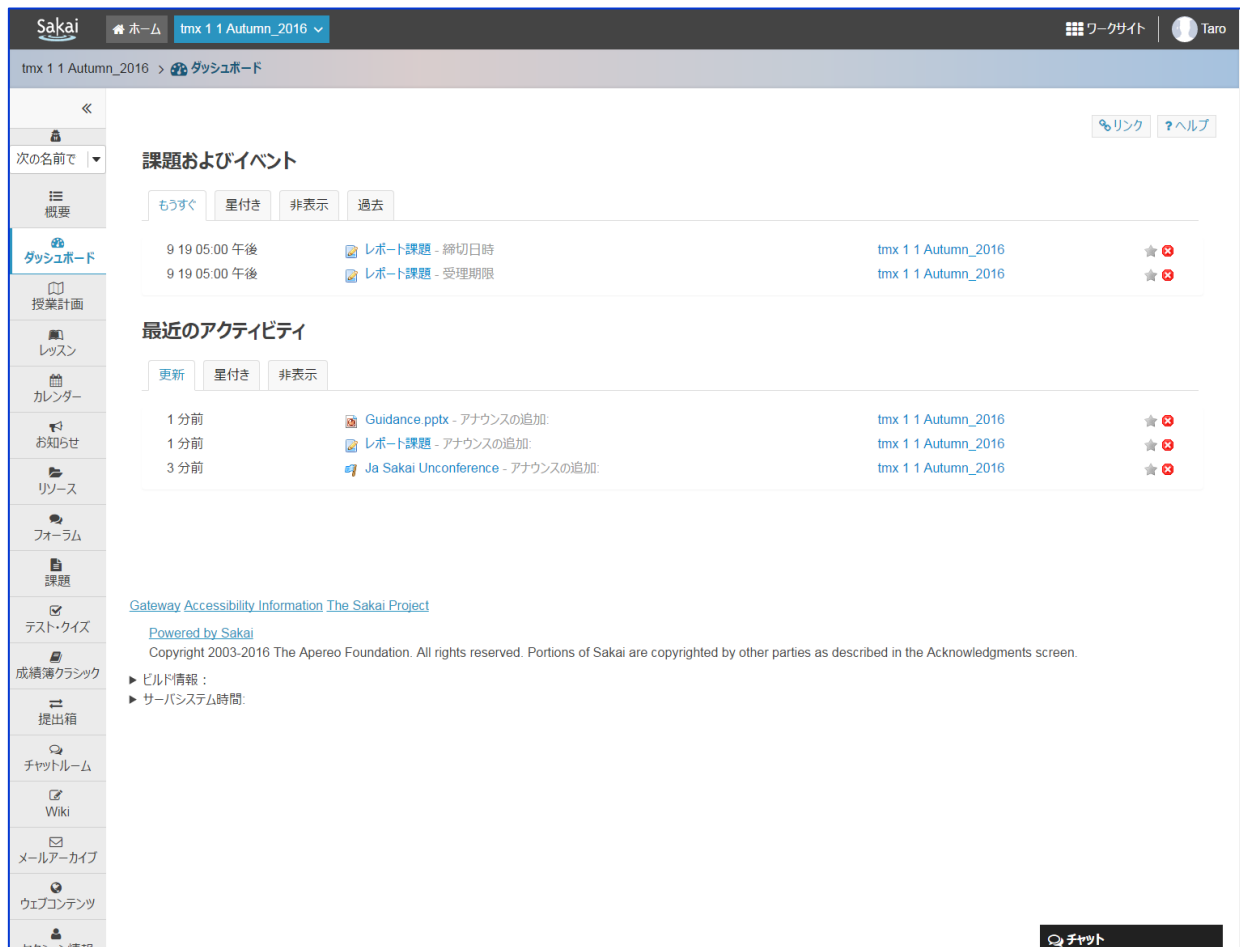 Sakai ホーム tmx 1 1 Autumn_2016 ワークサイト Taro
tmx 1 1 Autumn_2016 > ダッシュボード
«
リンク ?ヘルプ
次の名前で
概要
ダッシュボード
授業計画
レッスン
カレンダー
お知らせ
リソース
フォーラム
課題
テスト・クイズ
成績簿クラシック
提出箱
チャットルーム
Wiki
メールアーカイブ
ウェブコンテンツ
課題およびイベント
もうすぐ 星付き 非表示 過去
9 19 05:00 午後 レポート課題 - 締切日時 tmx 1 1 Autumn_2016
9 19 05:00 午後 レポート課題 - 受理期限 tmx 1 1 Autumn_2016
最近のアクティビティ
更新 星付き 非表示
1 分前 Guidance.pptx - アナウンスの追加: tmx 1 1 Autumn_2016
1 分前 レポート課題 - アナウンスの追加: tmx 1 1 Autumn_2016
3 分前 Ja Sakai Unconference - アナウンスの追加: tmx 1 1 Autumn_2016
Gateway Accessibility Information The Sakai Project
Powered by Sakai
Copyright 2003-2016 The Apereo Foundation. All rights reserved. Portions of Sakai are copyrighted by other parties as described in the Acknowledgments screen.
ビルド情報 :
サーバシステム時間:
チャット